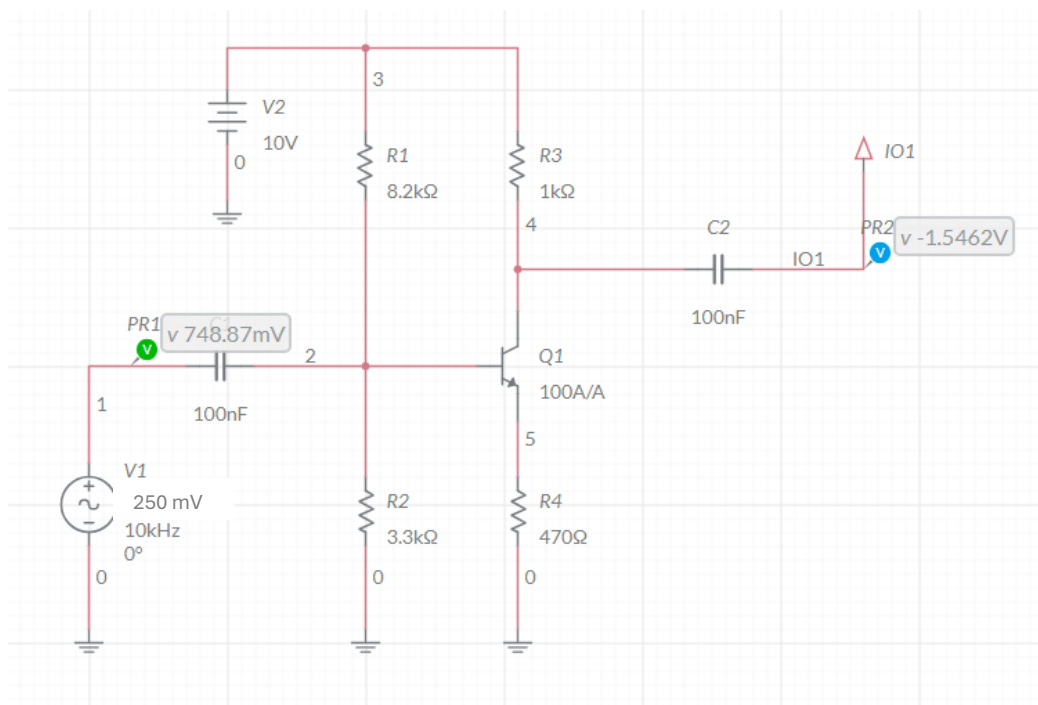 3
V2
10V
0
R1
8.2kΩ
R3
1kΩ
4
IO1
C2
PR2
V
v -1.5462V
IO1
100nF
PR1
V
C1
v 748.87mV
2
100nF
Q1
100A/A
1
5
V1
250 mV
10kHz
0°
R2
3.3kΩ
R4
470Ω
0
0
0